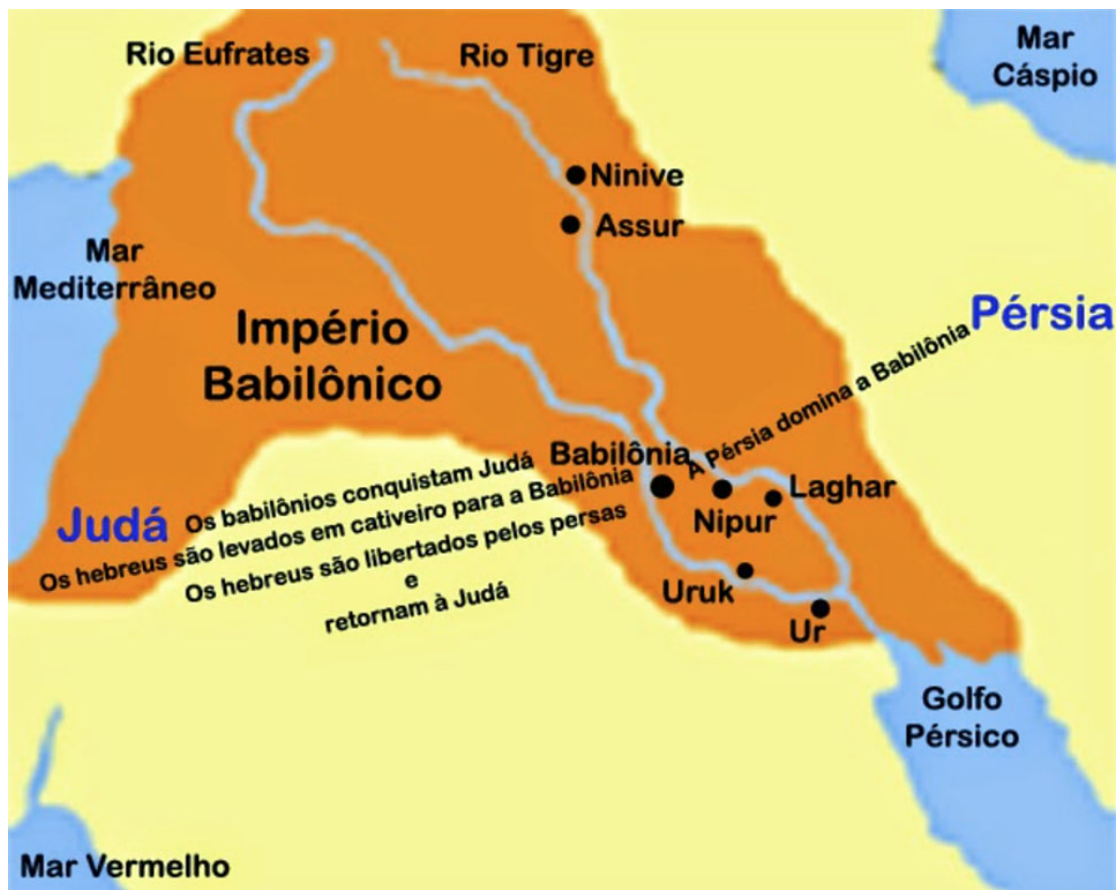 Rio Eufrates
Rio Tigre
Mar
Cáspio
Ninive
Assur
Mar
Mediterrâneo
Império
Babilônico
Pérsia
A Pérsia domina a Babilônia
Babilônia
Laghar
Nipur
Uruk
Ur
Judá
Os babilônios conquistam Judá
Os hebreus são levados em cativeiro para a Babilônia
Os hebreus são libertados pelos persas
e
retornam à Judá
Golfo
Pérsico
Mar Vermelho